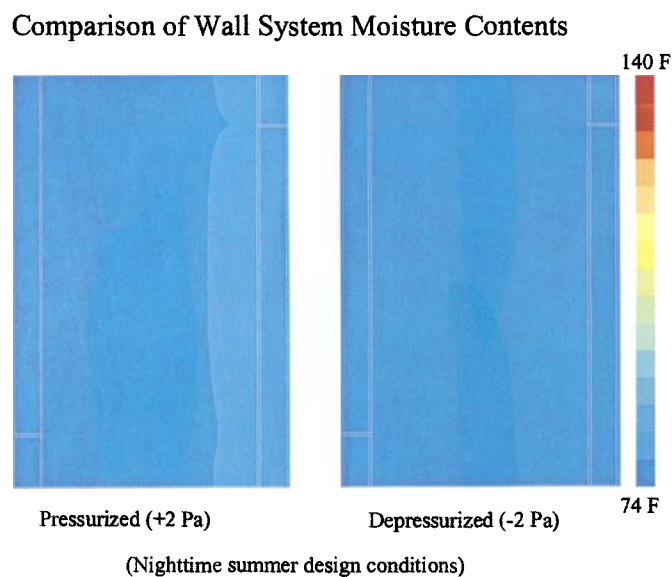 Comparison of Wall System Moisture Contents
140 F
74 F
Pressurized (+2 Pa)
Depressurized (-2 Pa)
(Nighttime summer design conditions)